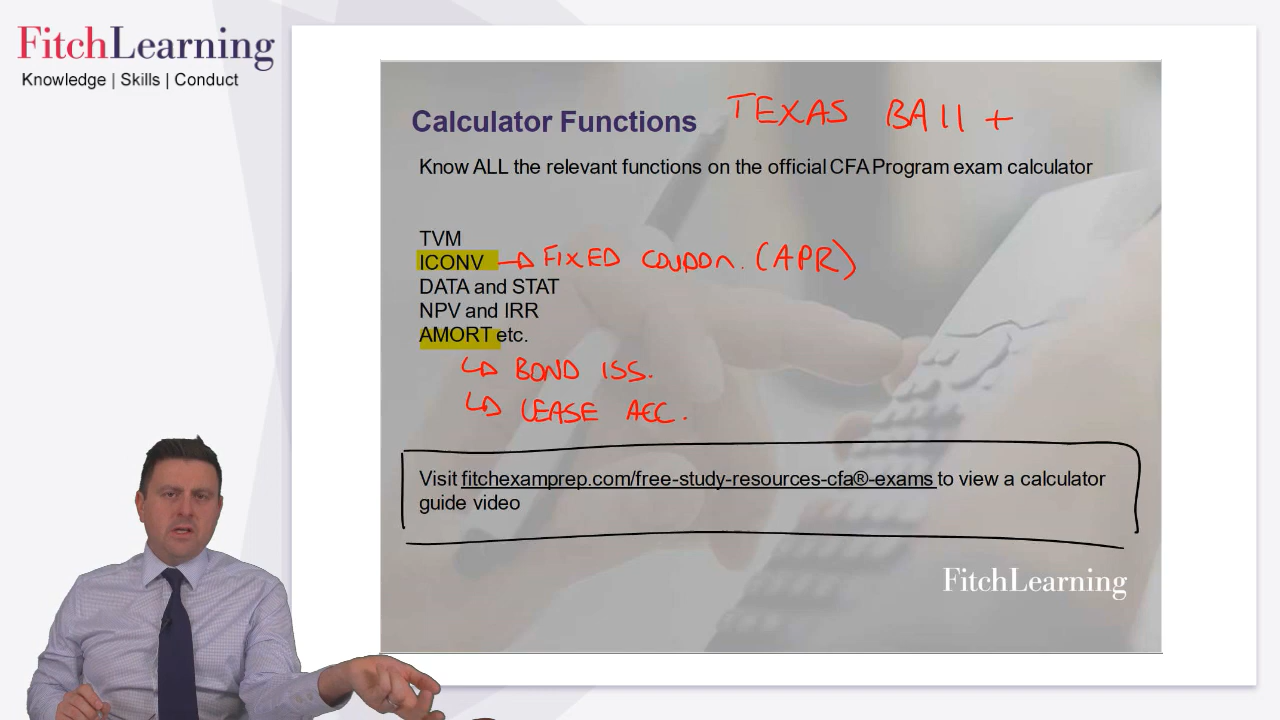 FitchLearning
Knowledge | Skills | Conduct
Calculator Functions TEXAS BA II +
Know ALL the relevant functions on the official CFA Program exam calculator
TVM
ICONV → FIXED COUPON. (APR)
DATA and STAT
NPV and IRR
AMORT etc.
↳ BOND ISS.
↳ LEASE ACC.
Visit fitchexamprep.com/free-study-resources-cfa®-exams to view a calculator
guide video
FitchLearning